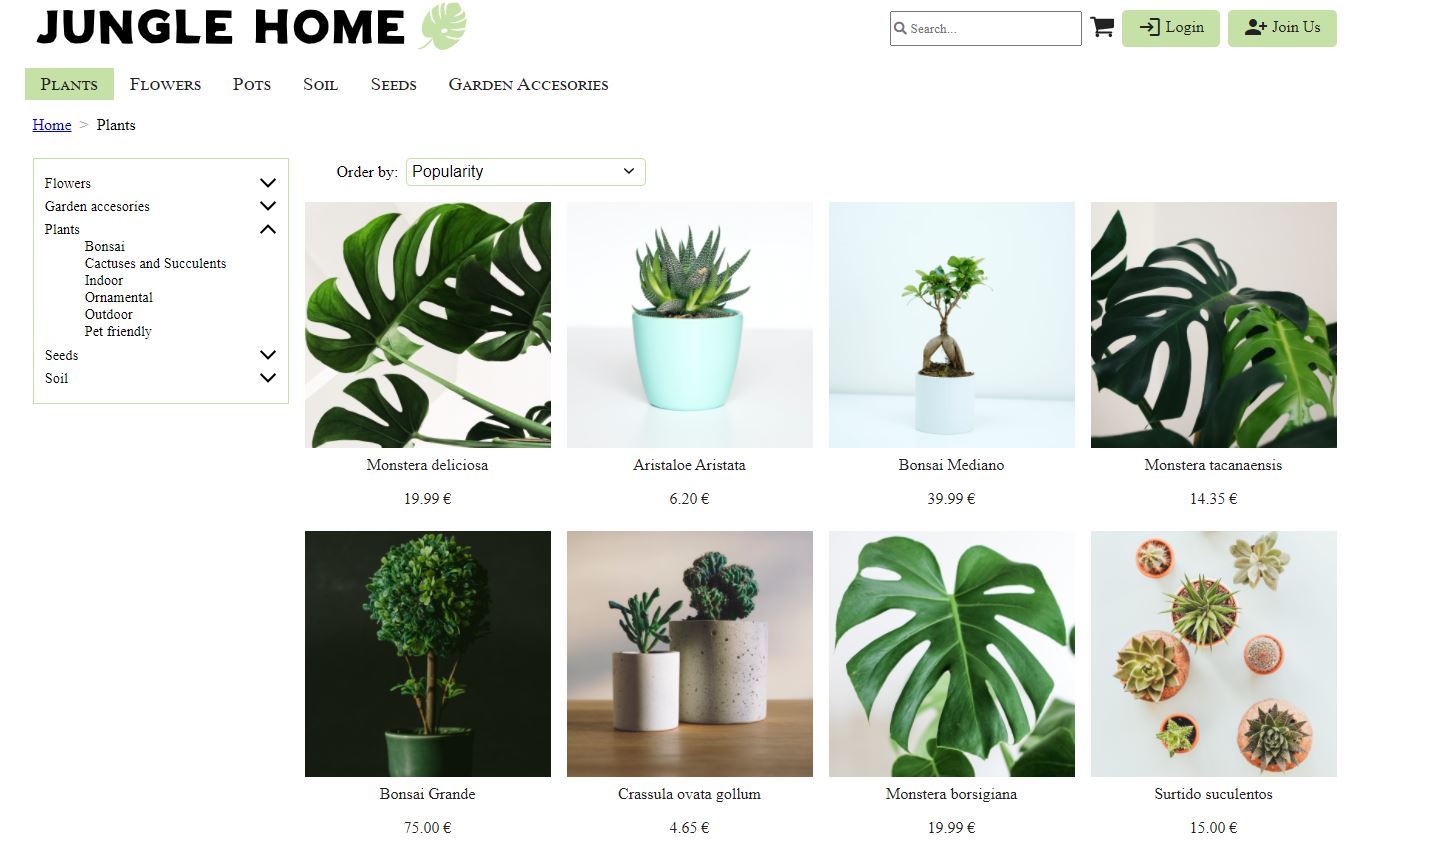 JUNGLE HOME
Search...
Login
Join Us
Plants
Flowers
Pots
Soil
Seeds
Garden Accesories
Home > Plants
Flowers
Garden accesories
Plants
Bonsai
Cactuses and Succulents
Indoor
Ornamental
Outdoor
Pet friendly
Seeds
Soil
Order by: Popularity
Monstera deliciosa
19.99 €
Aristaloe Aristata
6.20 €
Bonsai Mediano
39.99 €
Monstera tacanaensis
14.35 €
Bonsai Grande
75.00 €
Crassula ovata gollum
4.65 €
Monstera borsigiana
19.99 €
Surtido suculentos
15.00 €